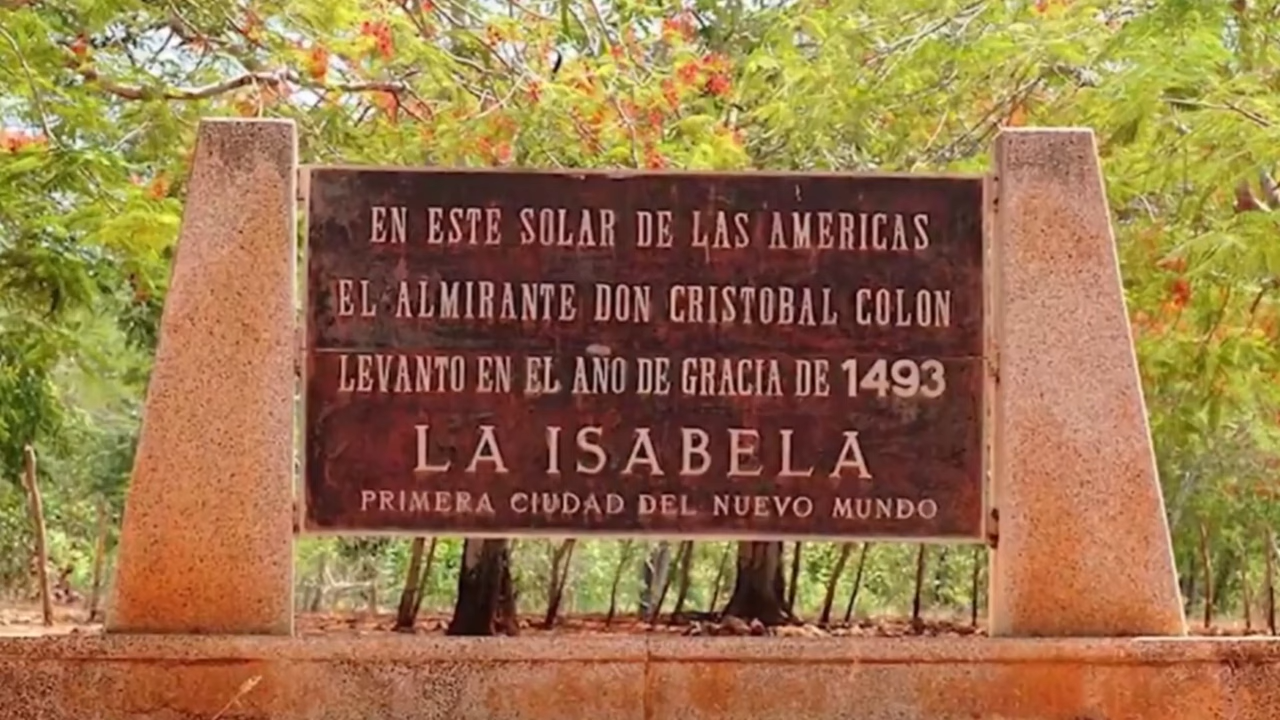 EN ESTE SOLAR DE LAS AMERICAS
EL ALMIRANTE DON CRISTOBAL COLON
LEVANTO EN EL AÑO DE GRACIA DE 1493
LA ISABELA
PRIMERA CIUDAD DEL NUEVO MUNDO